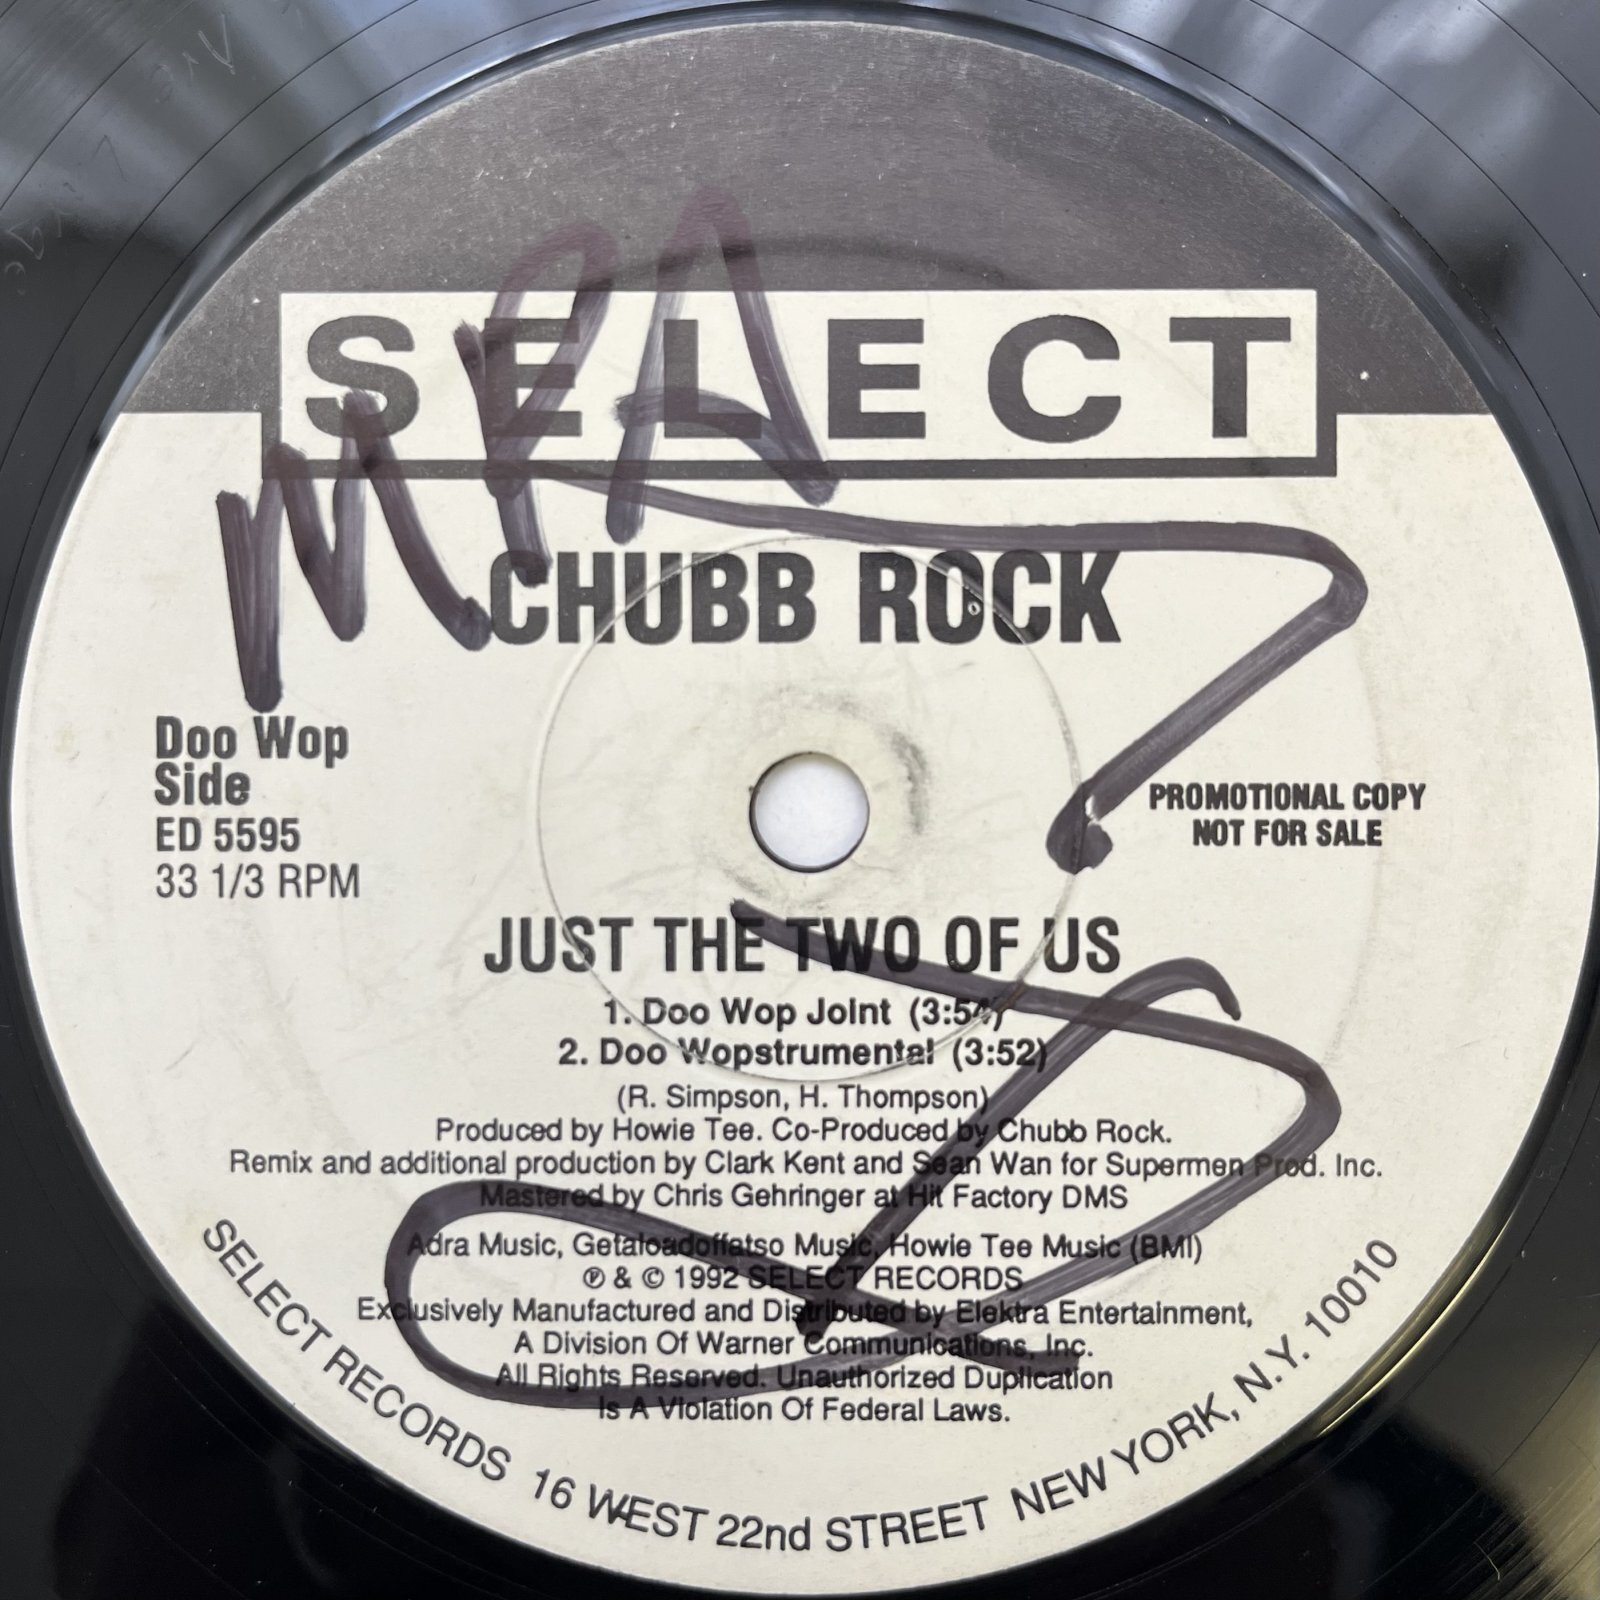 SELECT
MPA
CHUBB ROCK
Doo Wop
Side
ED 5595
33 1/3 RPM
PROMOTIONAL COPY
NOT FOR SALE
JUST THE TWO OF US
1. Doo Wop Joint (3:54)
2. Doo Wopstrumental (3:52)
(R. Simpson, H. Thompson)
Produced by Howie Tee. Co-Produced by Chubb Rock.
Remix and additional production by Clark Kent and Sean Wan for Supermen Prod. Inc.
Mastered by Chris Gehringer at Hit Factory DMS
Adra Music, Getaloadoffatso Music, Howie Tee Music (BMI)
℗ & © 1992 SELECT RECORDS
Exclusively Manufactured and Distributed by Elektra Entertainment,
A Division Of Warner Communications, Inc.
All Rights Reserved. Unauthorized Duplication
Is A Violation Of Federal Laws.
SELECT RECORDS 16 WEST 22nd STREET NEW YORK, N.Y. 10010